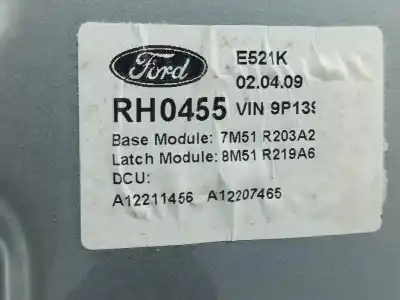 Ford E521K
02.04.09
RH0455 VIN 9P139
Base Module: 7M51 R203A2
Latch Module: 8M51 R219A6
DCU:
A12211456 A12207465